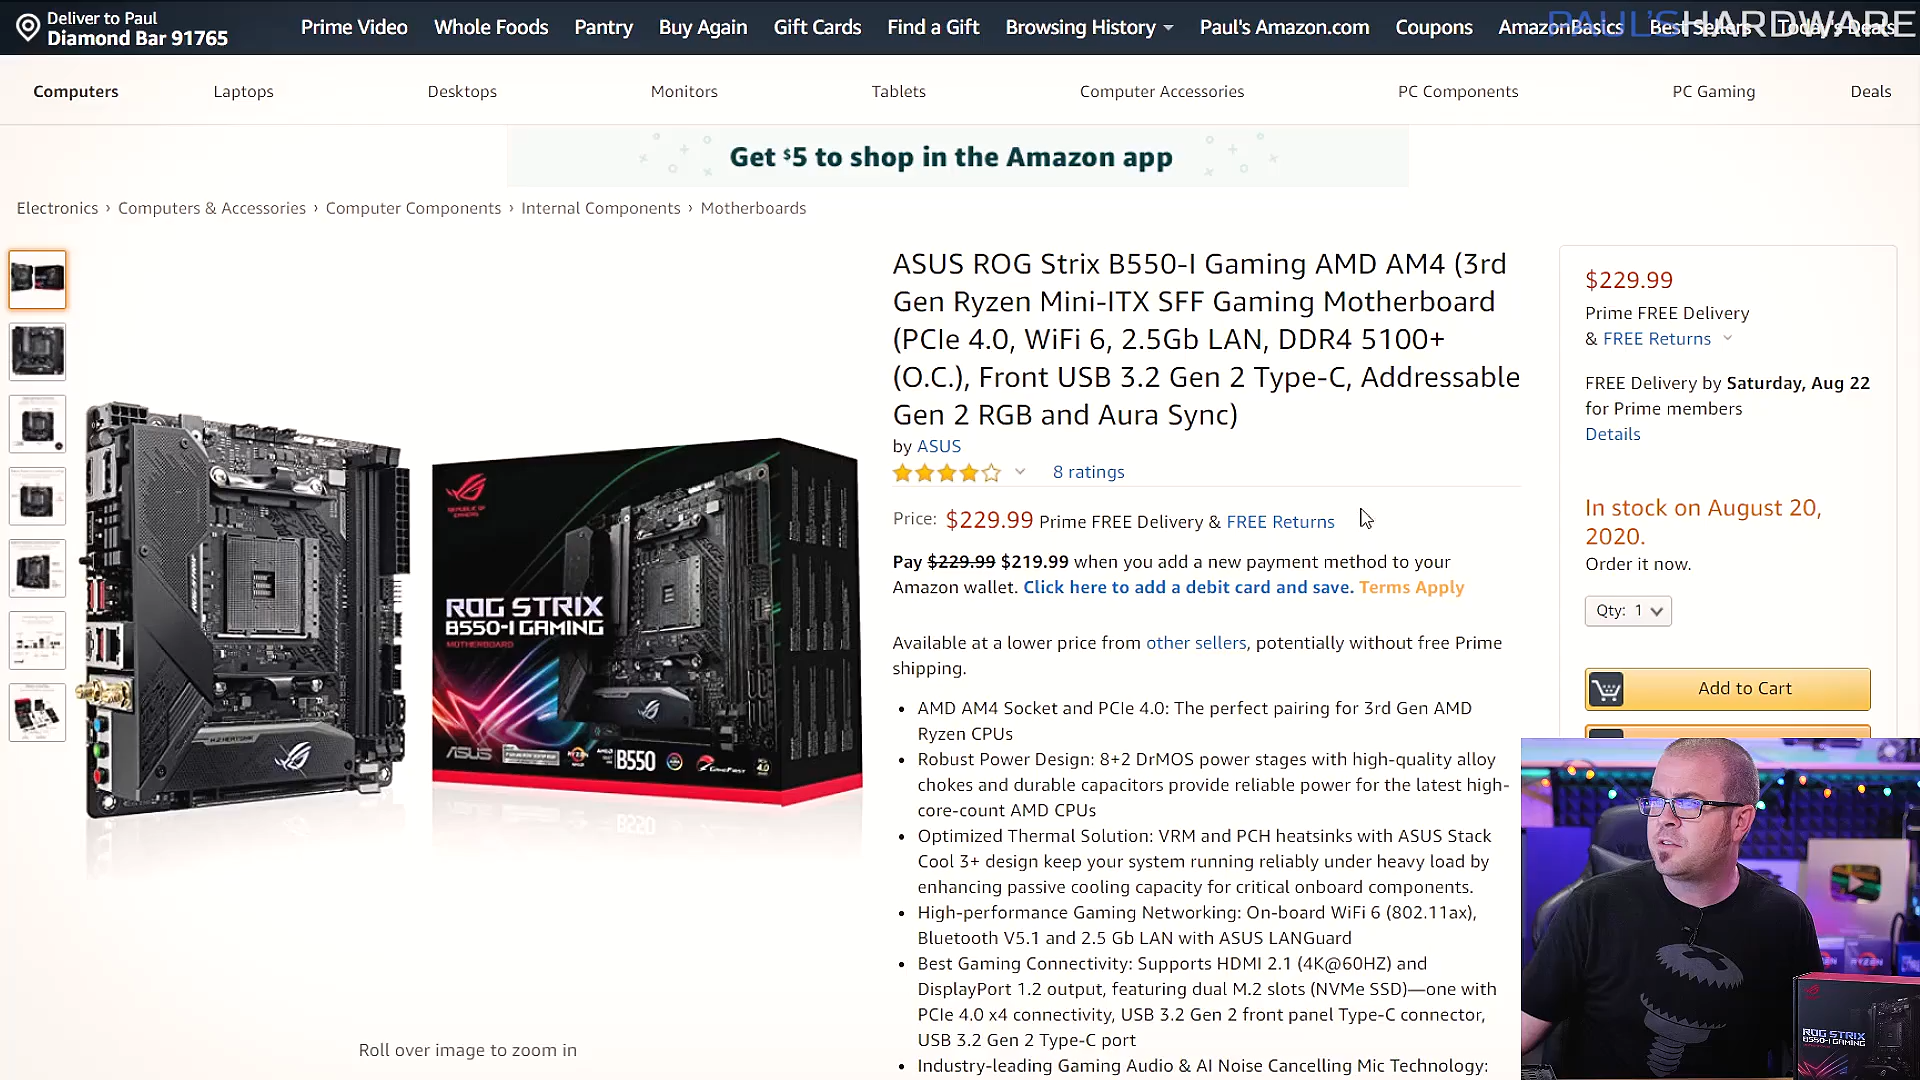 Deliver to Paul
Diamond Bar 91765
Prime Video Whole Foods Pantry Buy Again Gift Cards Find a Gift Browsing History Paul's Amazon.com Coupons AmazonBasics Best Sellers Today's Deals
PAUL'S HARDWARE
Computers Laptops Desktops Monitors Tablets Computer Accessories PC Components PC Gaming Deals
Get $5 to shop in the Amazon app
Electronics › Computers & Accessories › Computer Components › Internal Components › Motherboards
ASUS ROG Strix B550-I Gaming AMD AM4 (3rd
Gen Ryzen Mini-ITX SFF Gaming Motherboard
(PCIe 4.0, WiFi 6, 2.5Gb LAN, DDR4 5100+
(O.C.), Front USB 3.2 Gen 2 Type-C, Addressable
Gen 2 RGB and Aura Sync)
by ASUS
8 ratings
Price: $229.99 Prime FREE Delivery & FREE Returns
Pay $229.99 $219.99 when you add a new payment method to your
Amazon wallet. Click here to add a debit card and save. Terms Apply
Available at a lower price from other sellers, potentially without free Prime
shipping.
• AMD AM4 Socket and PCIe 4.0: The perfect pairing for 3rd Gen AMD
Ryzen CPUs
• Robust Power Design: 8+2 DrMOS power stages with high-quality alloy
chokes and durable capacitors provide reliable power for the latest high-
core-count AMD CPUs
• Optimized Thermal Solution: VRM and PCH heatsinks with ASUS Stack
Cool 3+ design keep your system running reliably under heavy load by
enhancing passive cooling capacity for critical onboard components.
• High-performance Gaming Networking: On-board WiFi 6 (802.11ax),
Bluetooth V5.1 and 2.5 Gb LAN with ASUS LANGuard
• Best Gaming Connectivity: Supports HDMI 2.1 (4K@60HZ) and
DisplayPort 1.2 output, featuring dual M.2 slots (NVMe SSD)—one with
PCIe 4.0 x4 connectivity, USB 3.2 Gen 2 front panel Type-C connector,
USB 3.2 Gen 2 Type-C port
• Industry-leading Gaming Audio & AI Noise Cancelling Mic Technology:
$229.99
Prime FREE Delivery
& FREE Returns
FREE Delivery by Saturday, Aug 22
for Prime members
Details
In stock on August 20,
2020.
Order it now.
Qty: 1
Add to Cart
REPUBLIC OF
GAMERS
ROG STRIX
B550-I GAMING
MOTHERBOARD
ASUS
RYZEN
B550
Roll over image to zoom in
ROG STRIX
B550-I GAMING